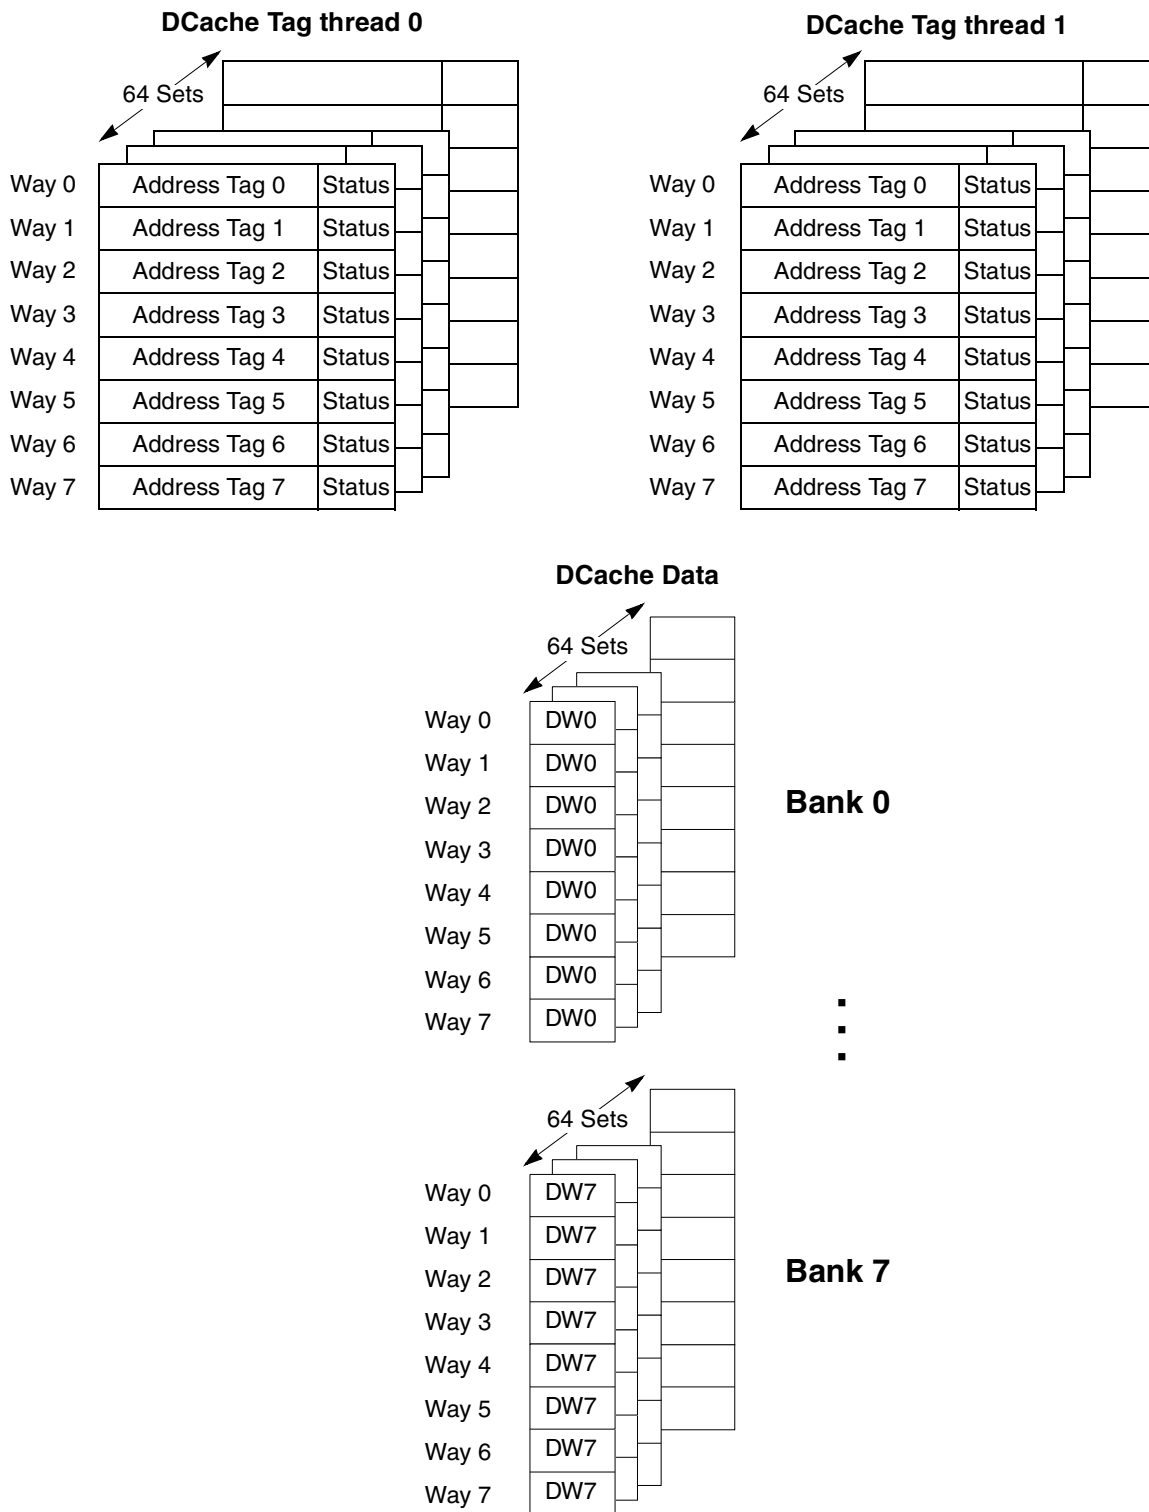 DCache Tag thread 0
DCache Tag thread 1
64 Sets
64 Sets
Way 0 Address Tag 0 Status
Way 1 Address Tag 1 Status
Way 2 Address Tag 2 Status
Way 3 Address Tag 3 Status
Way 4 Address Tag 4 Status
Way 5 Address Tag 5 Status
Way 6 Address Tag 6 Status
Way 7 Address Tag 7 Status
Way 0 Address Tag 0 Status
Way 1 Address Tag 1 Status
Way 2 Address Tag 2 Status
Way 3 Address Tag 3 Status
Way 4 Address Tag 4 Status
Way 5 Address Tag 5 Status
Way 6 Address Tag 6 Status
Way 7 Address Tag 7 Status
DCache Data
64 Sets
Way 0 DW0
Way 1 DW0
Way 2 DW0
Bank 0
Way 3 DW0
Way 4 DW0
Way 5 DW0
Way 6 DW0
Way 7 DW0
64 Sets
Way 0 DW7
Way 1 DW7
Way 2 DW7
Bank 7
Way 3 DW7
Way 4 DW7
Way 5 DW7
Way 6 DW7
Way 7 DW7